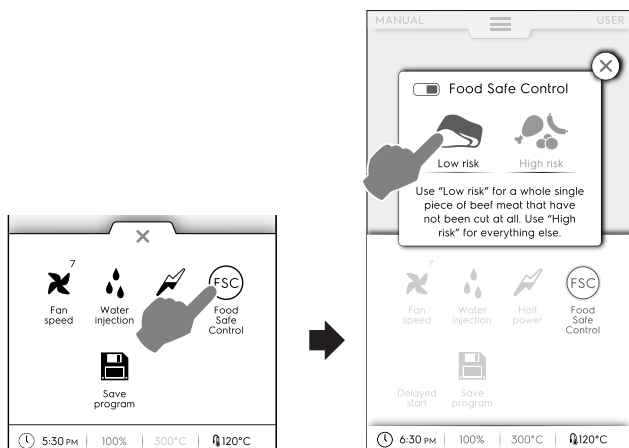 7
Fan
speed
Water
injection
FSC
Food
Safe
Control
Save
program
5:30 PM 100% 300°C 120°C
MANUAL USER
Food Safe Control
Low risk High risk
Use “Low risk” for a whole single
piece of beef meat that have
not been cut at all. Use “High
risk” for everything else.
7
Fan
speed
Water
injection
Half
power
FSC
Food
Safe
Control
Delayed
start
Save
program
6:30 PM 100% 300°C 120°C